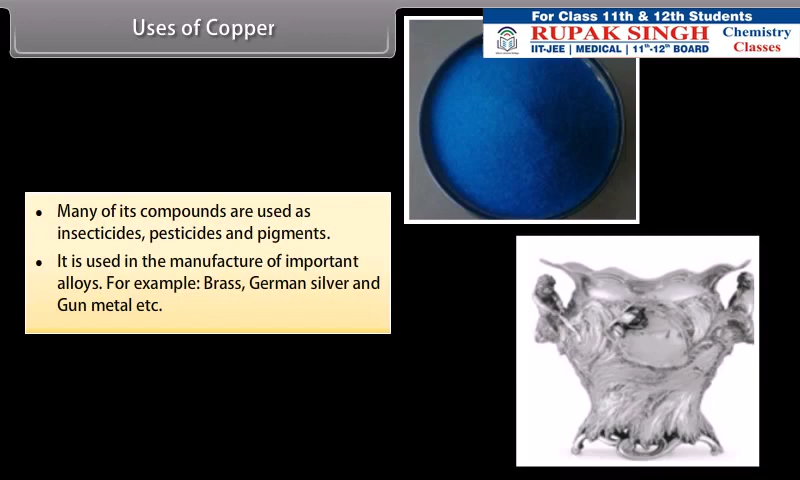 Uses of Copper
For Class 11th & 12th Students
RUPAK SINGH
IIT-JEE | MEDICAL | 11th-12th BOARD
Chemistry
Classes
• Many of its compounds are used as
insecticides, pesticides and pigments.
• It is used in the manufacture of important
alloys. For example: Brass, German silver and
Gun metal etc.